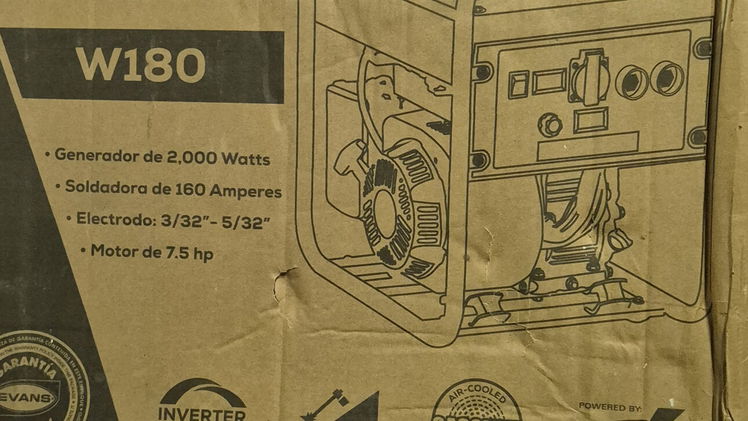 W180
• Generador de 2,000 Watts
• Soldadora de 160 Amperes
• Electrodo: 3/32”- 5/32”
• Motor de 7.5 hp
GARANTÍA
EVANS
INVERTER
AIR-COOLED
POWERED BY: